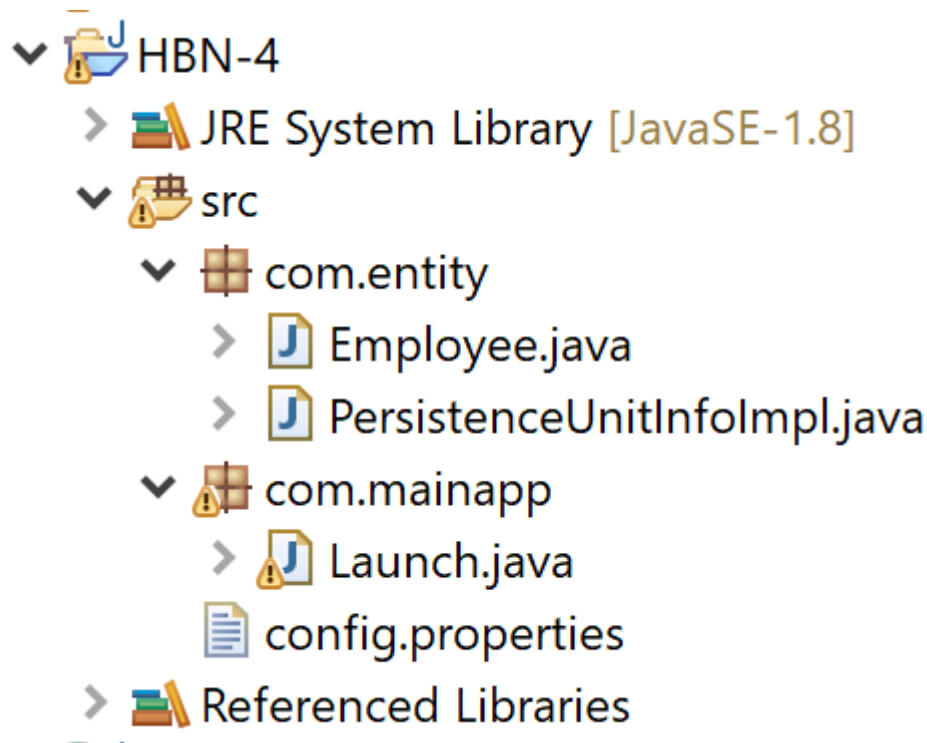 HBN-4
JRE System Library [JavaSE-1.8]
src
com.entity
Employee.java
PersistenceUnitInfoImpl.java
com.mainapp
Launch.java
config.properties
Referenced Libraries